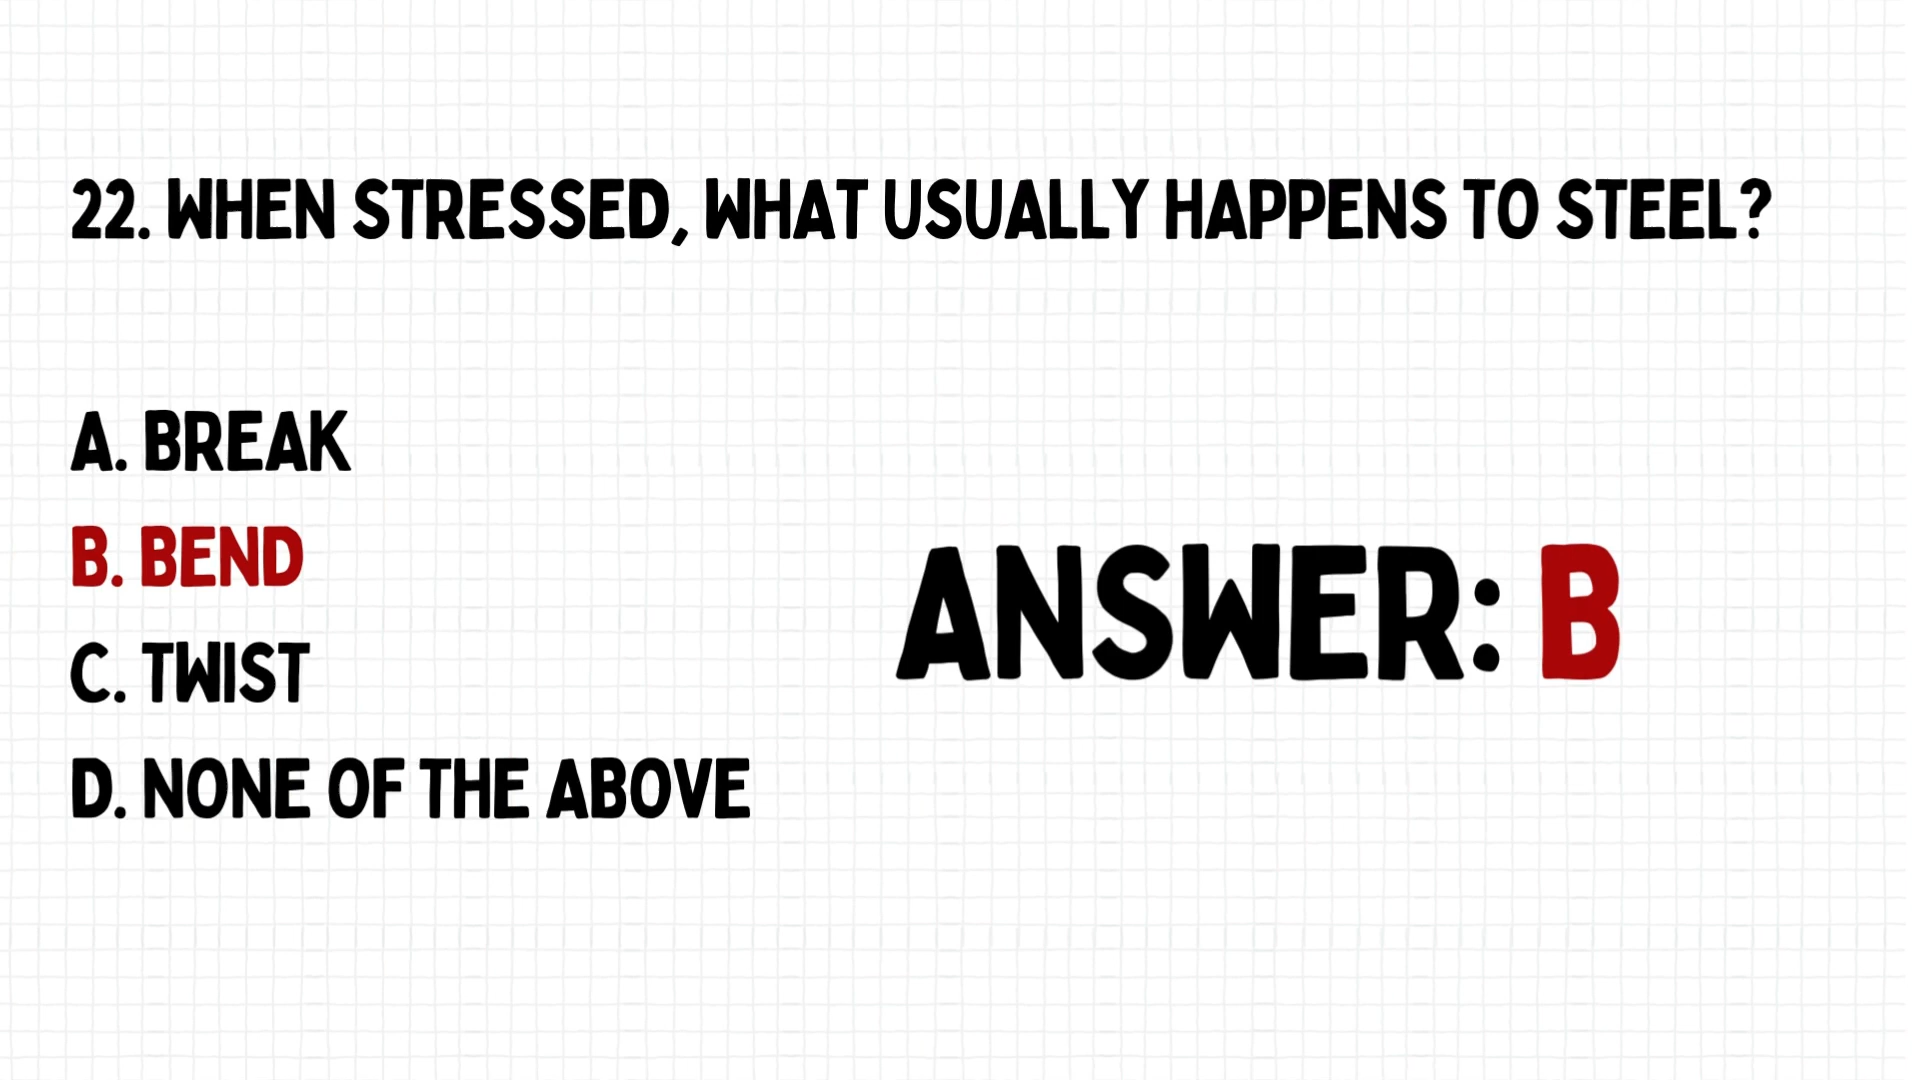 22. WHEN STRESSED, WHAT USUALLY HAPPENS TO STEEL?
A. BREAK
B. BEND
C. TWIST
D. NONE OF THE ABOVE
ANSWER: B